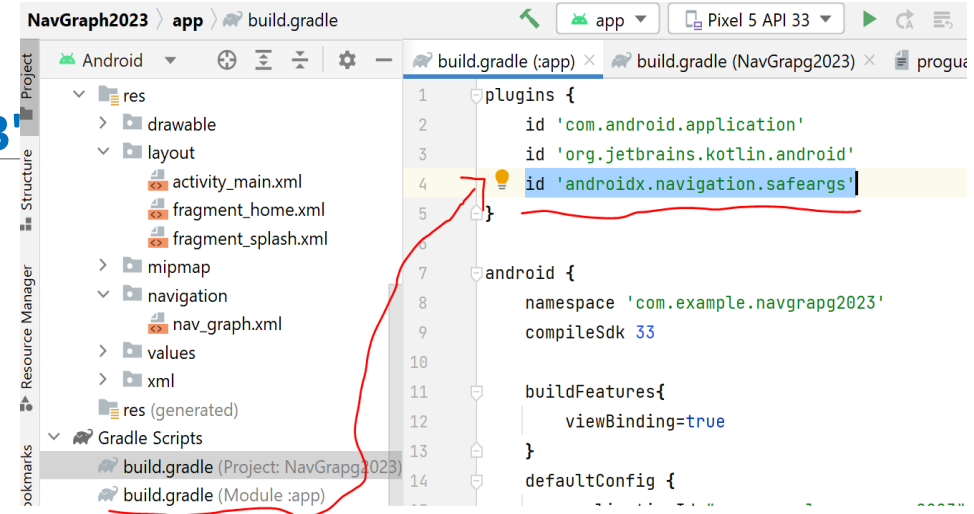 NavGraph2023 app build.gradle
app
Pixel 5 API 33
Project
Android
build.gradle (:app)
build.gradle (NavGrapg2023)
progua
res
drawable
layout
activity_main.xml
fragment_home.xml
fragment_splash.xml
mipmap
navigation
nav_graph.xml
values
xml
res (generated)
Gradle Scripts
build.gradle (Project: NavGrapg2023)
build.gradle (Module :app)
Structure
Resource Manager
ookmarks
1 plugins {
2 id 'com.android.application'
3 id 'org.jetbrains.kotlin.android'
4 id 'androidx.navigation.safeargs'
5 }
6
7 android {
8 namespace 'com.example.navgrapg2023'
9 compileSdk 33
10
11 buildFeatures{
12 viewBinding=true
13 }
14 defaultConfig {